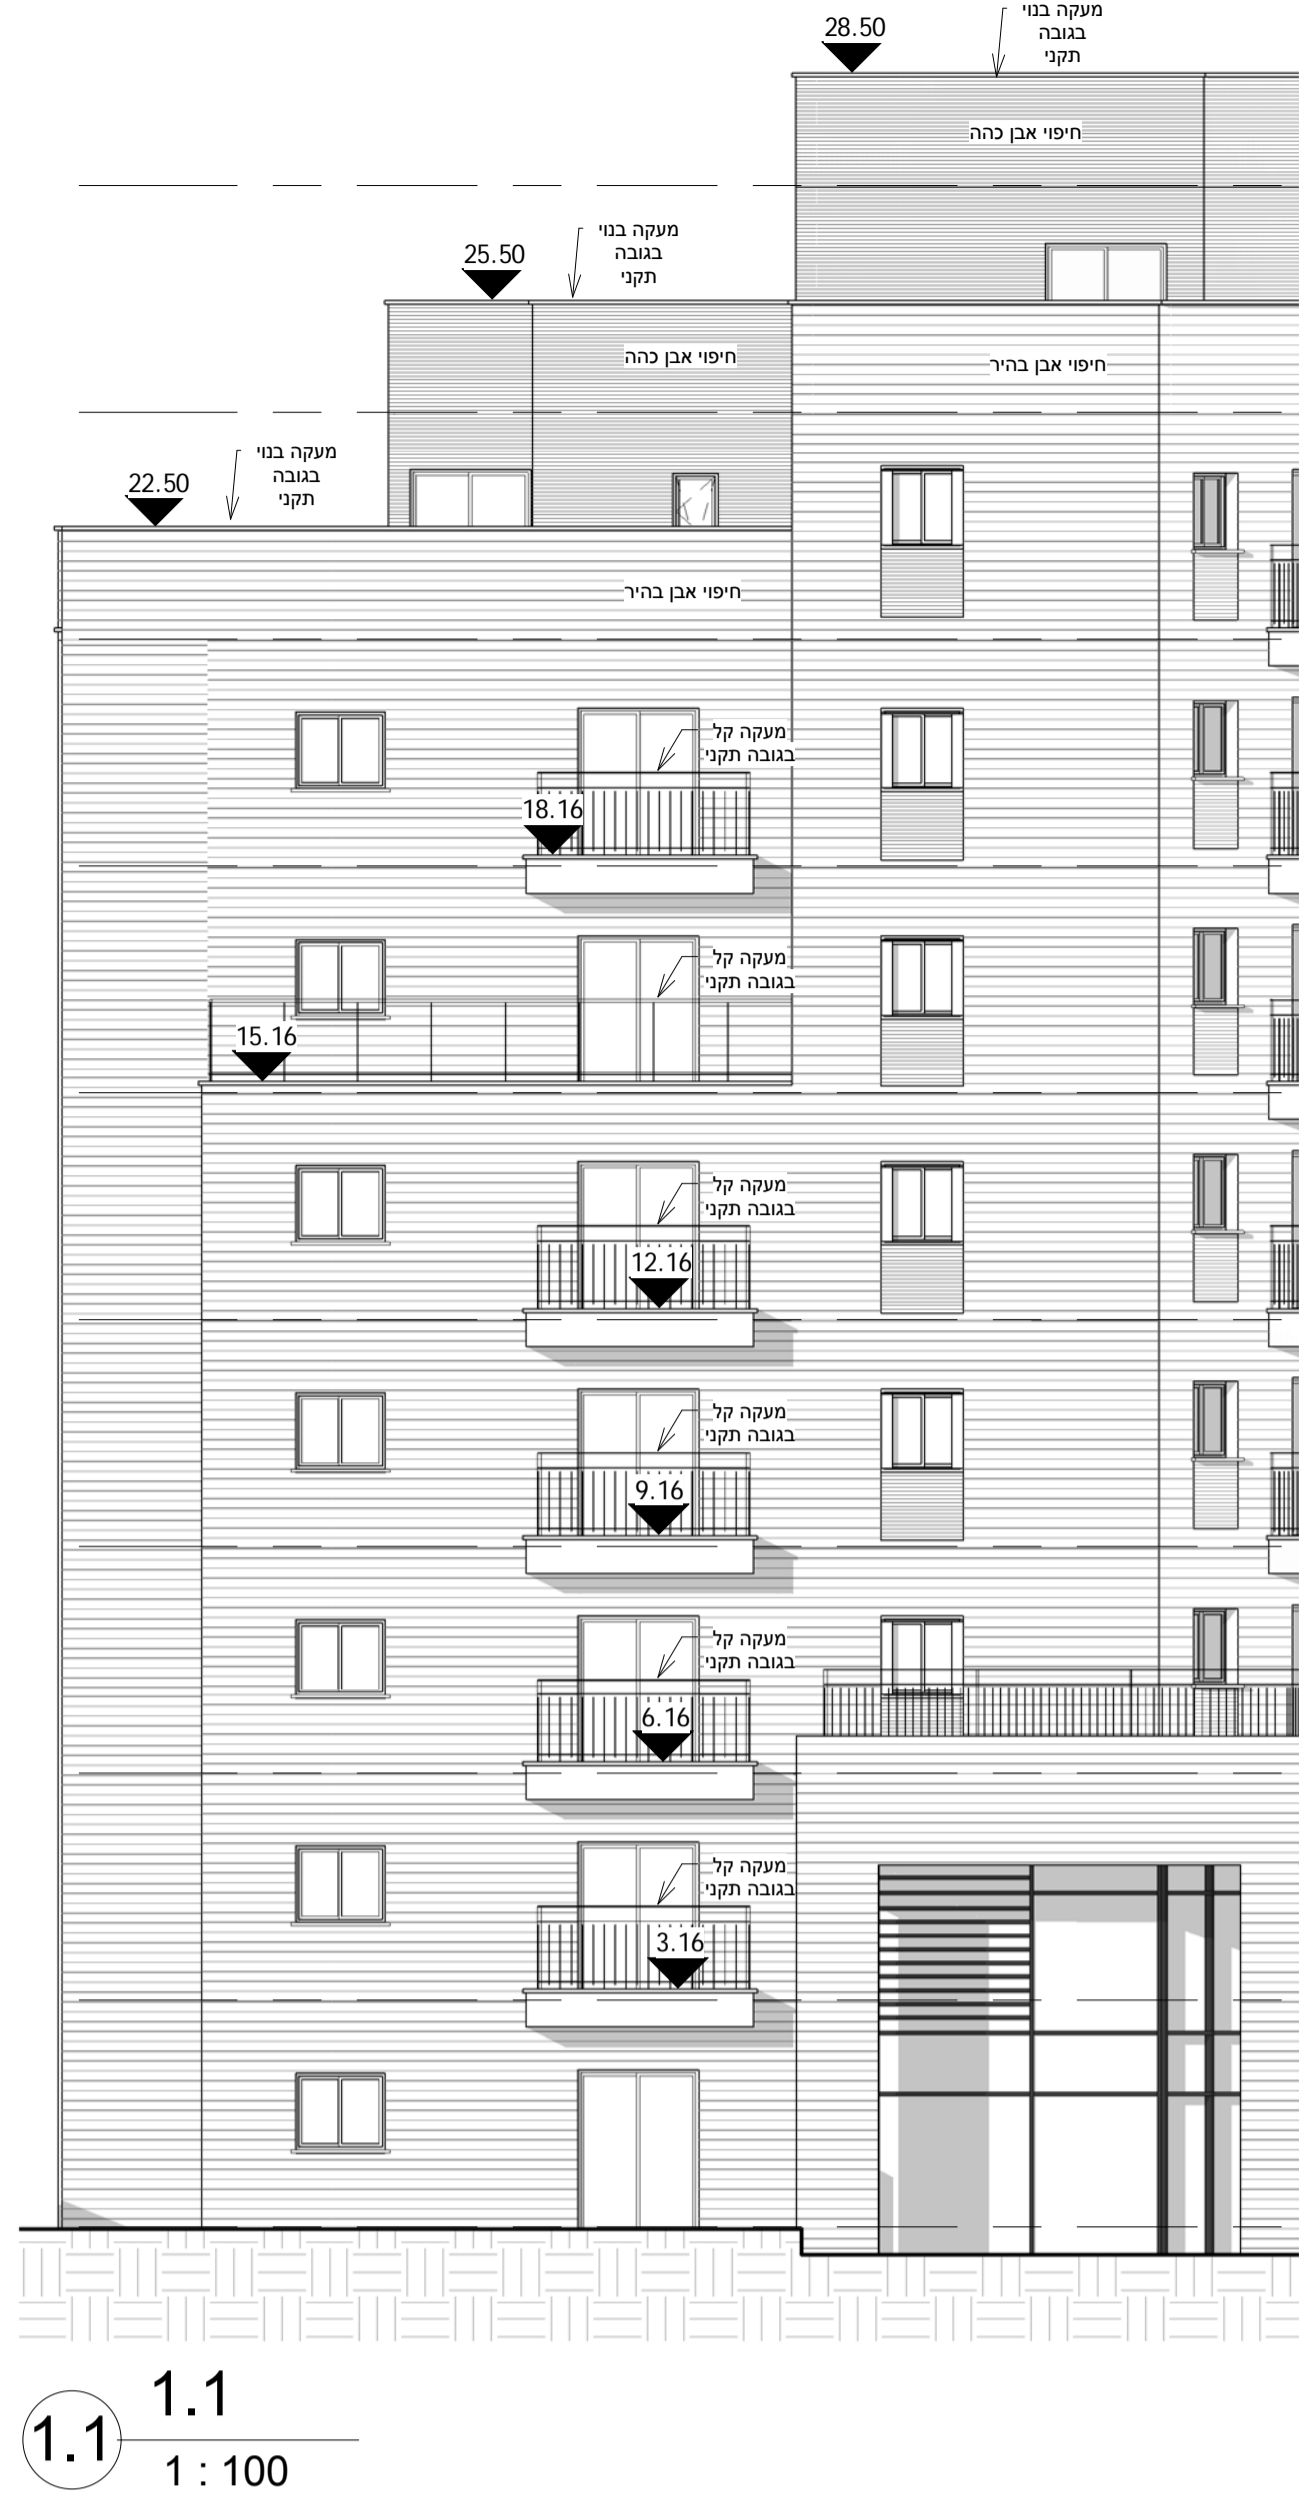 מעקה בנוי
בגובה
תקני
28.50
חיפוי אבן כהה
מעקה בנוי
בגובה
תקני
25.50
חיפוי אבן כהה
חיפוי אבן בהיר
מעקה בנוי
בגובה
תקני
22.50
חיפוי אבן בהיר
מעקה קל
בגובה תקני
18.16
מעקה קל
בגובה תקני
15.16
מעקה קל
בגובה תקני
12.16
מעקה קל
בגובה תקני
9.16
מעקה קל
בגובה תקני
6.16
מעקה קל
בגובה תקני
3.16
1.1
1.1
1 : 100